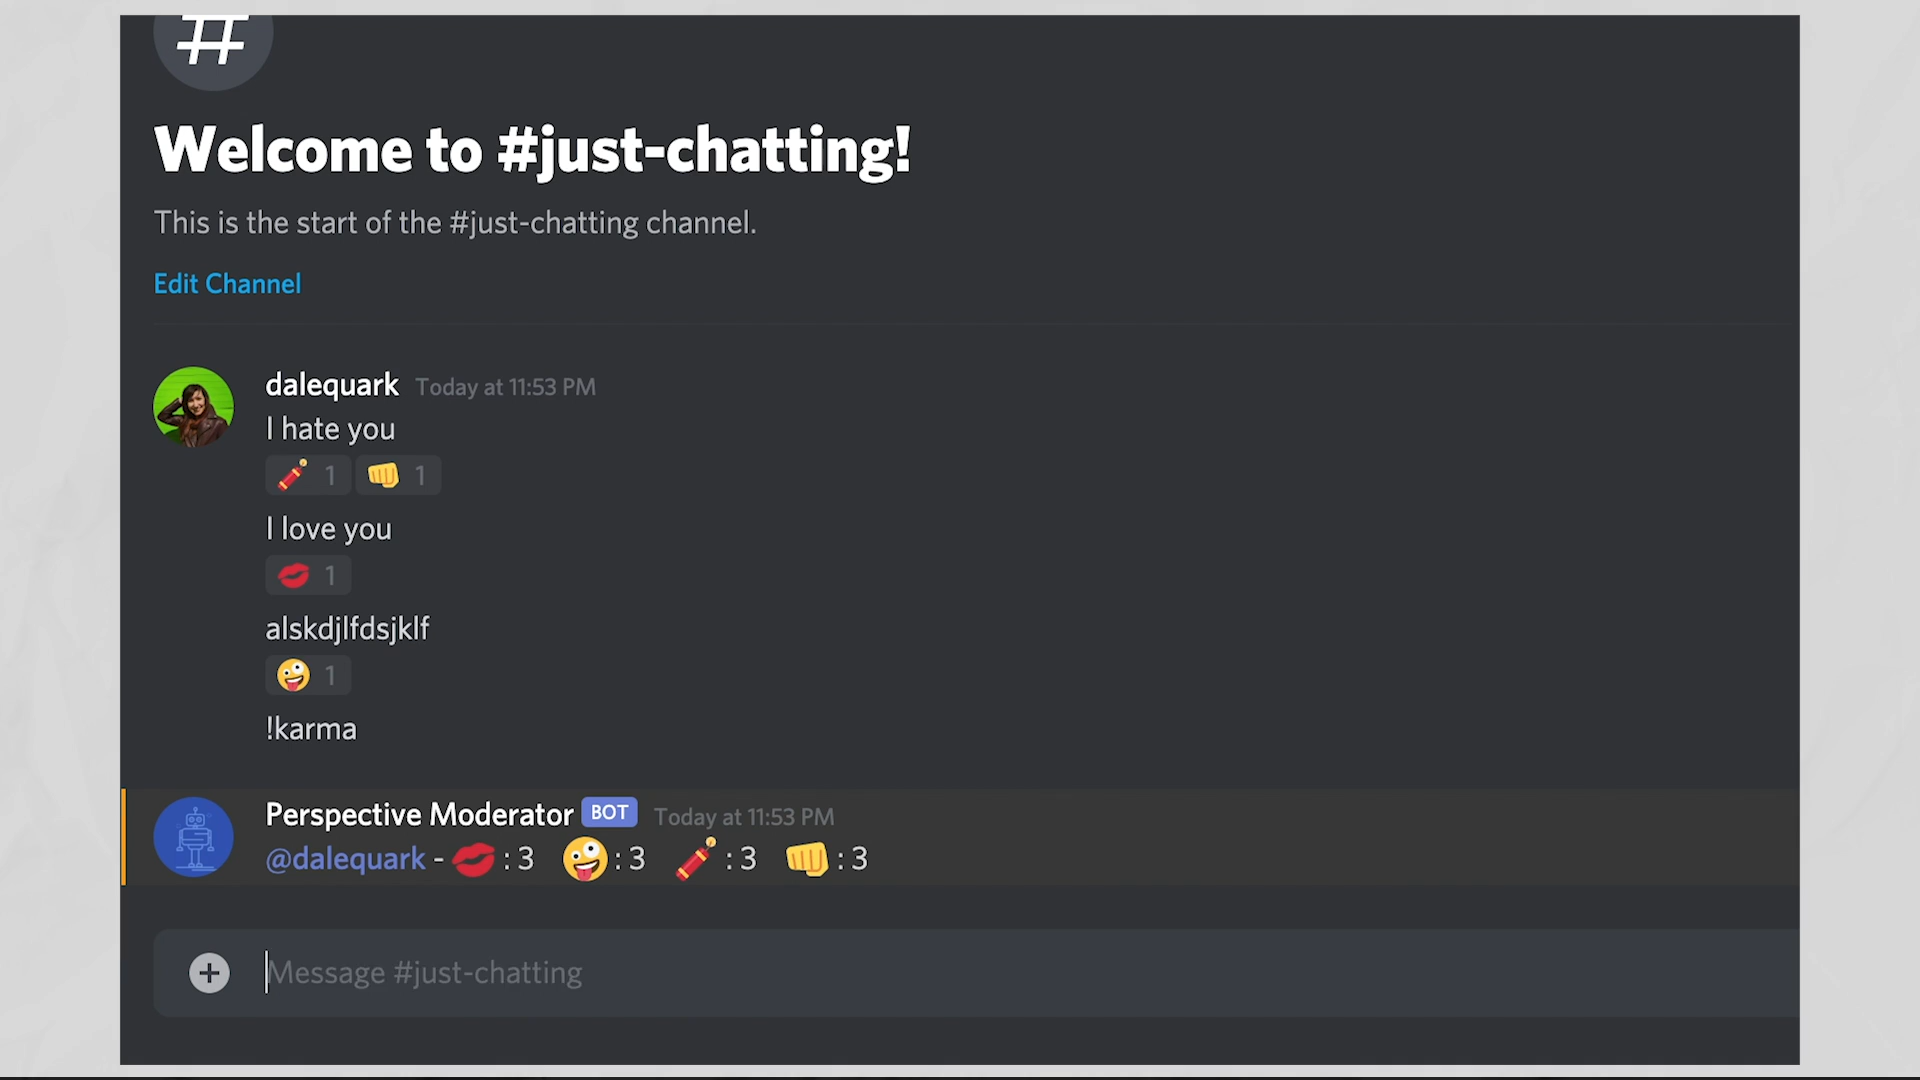 #
Welcome to #just-chatting!
This is the start of the #just-chatting channel.
Edit Channel
dalequark Today at 11:53 PM
I hate you
🧨 1 👊 1
I love you
💋 1
alskdjlfdsjklf
🤪 1
!karma
Perspective Moderator BOT Today at 11:53 PM
@dalequark - 💋 : 3 🤪 : 3 🧨 : 3 👊 : 3
Message #just-chatting